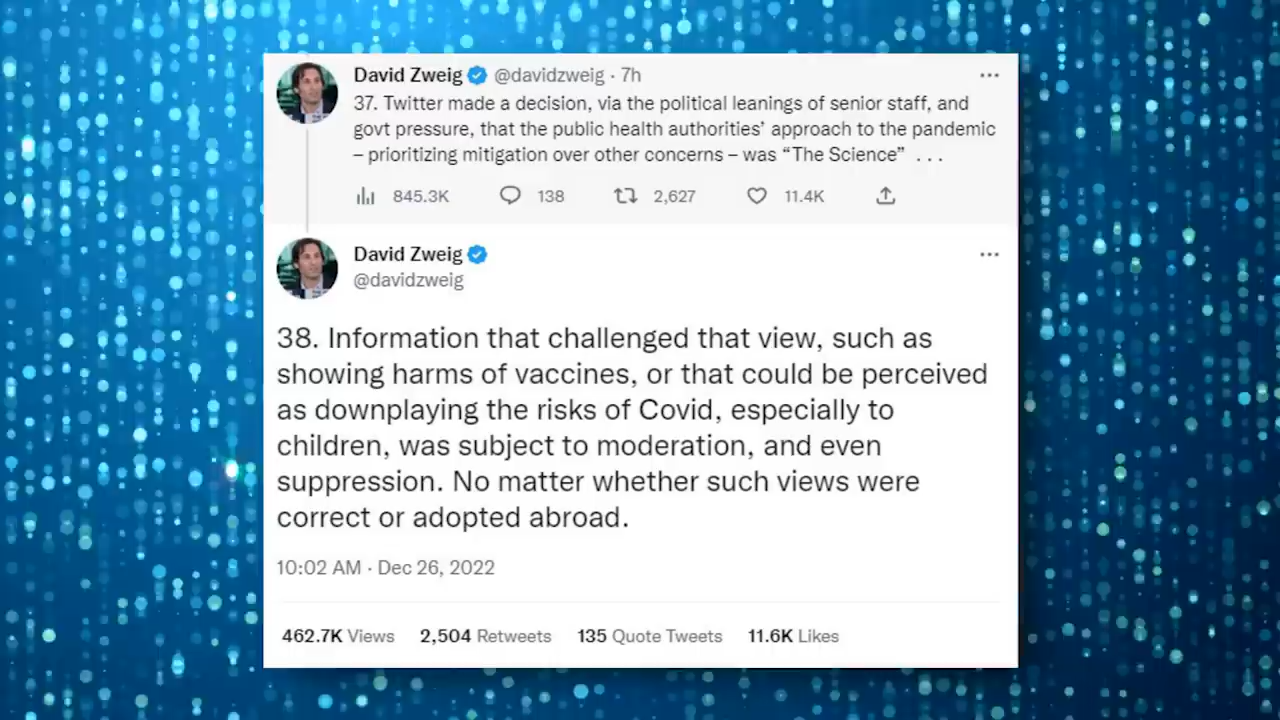 David Zweig @davidzweig · 7h
37. Twitter made a decision, via the political leanings of senior staff, and
govt pressure, that the public health authorities’ approach to the pandemic
– prioritizing mitigation over other concerns – was “The Science” . . .
845.3K 138 2,627 11.4K
David Zweig
@davidzweig
38. Information that challenged that view, such as
showing harms of vaccines, or that could be perceived
as downplaying the risks of Covid, especially to
children, was subject to moderation, and even
suppression. No matter whether such views were
correct or adopted abroad.
10:02 AM · Dec 26, 2022
462.7K Views 2,504 Retweets 135 Quote Tweets 11.6K Likes